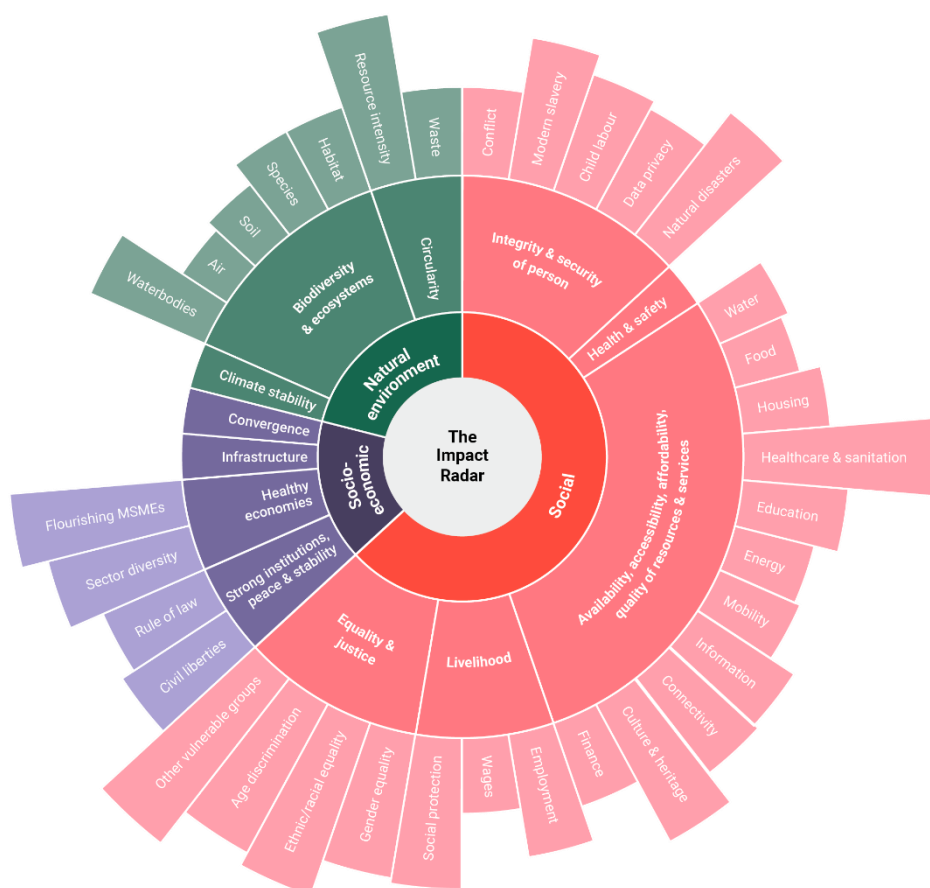 The
Impact
Radar
Social
Integrity & security
of person
Conflict
Modern slavery
Child labour
Data privacy
Natural disasters
Health & safety
Availability, accessibility, affordability,
quality of resources & services
Water
Food
Housing
Healthcare & sanitation
Education
Energy
Mobility
Information
Connectivity
Culture & heritage
Finance
Livelihood
Employment
Wages
Social protection
Equality &
justice
Gender equality
Ethnic/racial equality
Age discrimination
Other vulnerable groups
Socio-
economic
Strong institutions,
peace & stability
Civil liberties
Rule of law
Healthy
economies
Sector diversity
Flourishing MSMEs
Infrastructure
Convergence
Natural
environment
Climate stability
Biodiversity
& ecosystems
Waterbodies
Air
Soil
Species
Habitat
Circularity
Resource intensity
Waste